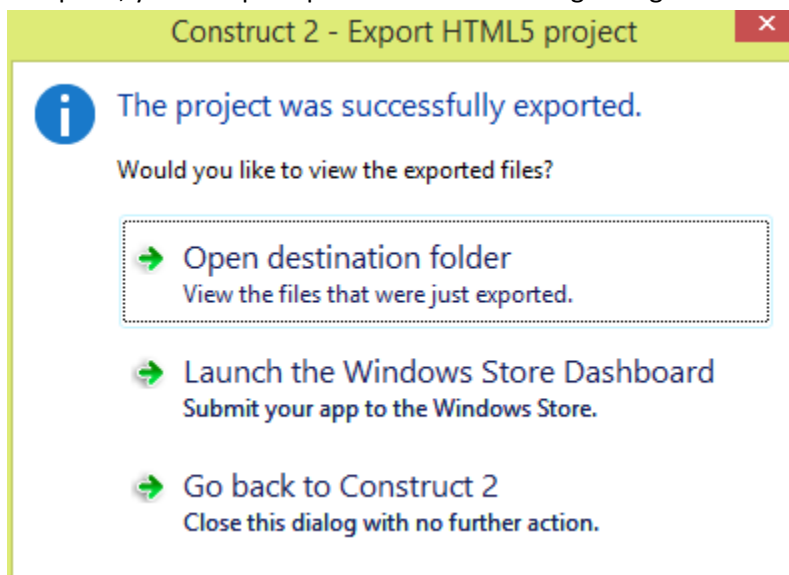 Construct 2 - Export HTML5 project
The project was successfully exported.
Would you like to view the exported files?
Open destination folder
View the files that were just exported.
Launch the Windows Store Dashboard
Submit your app to the Windows Store.
Go back to Construct 2
Close this dialog with no further action.